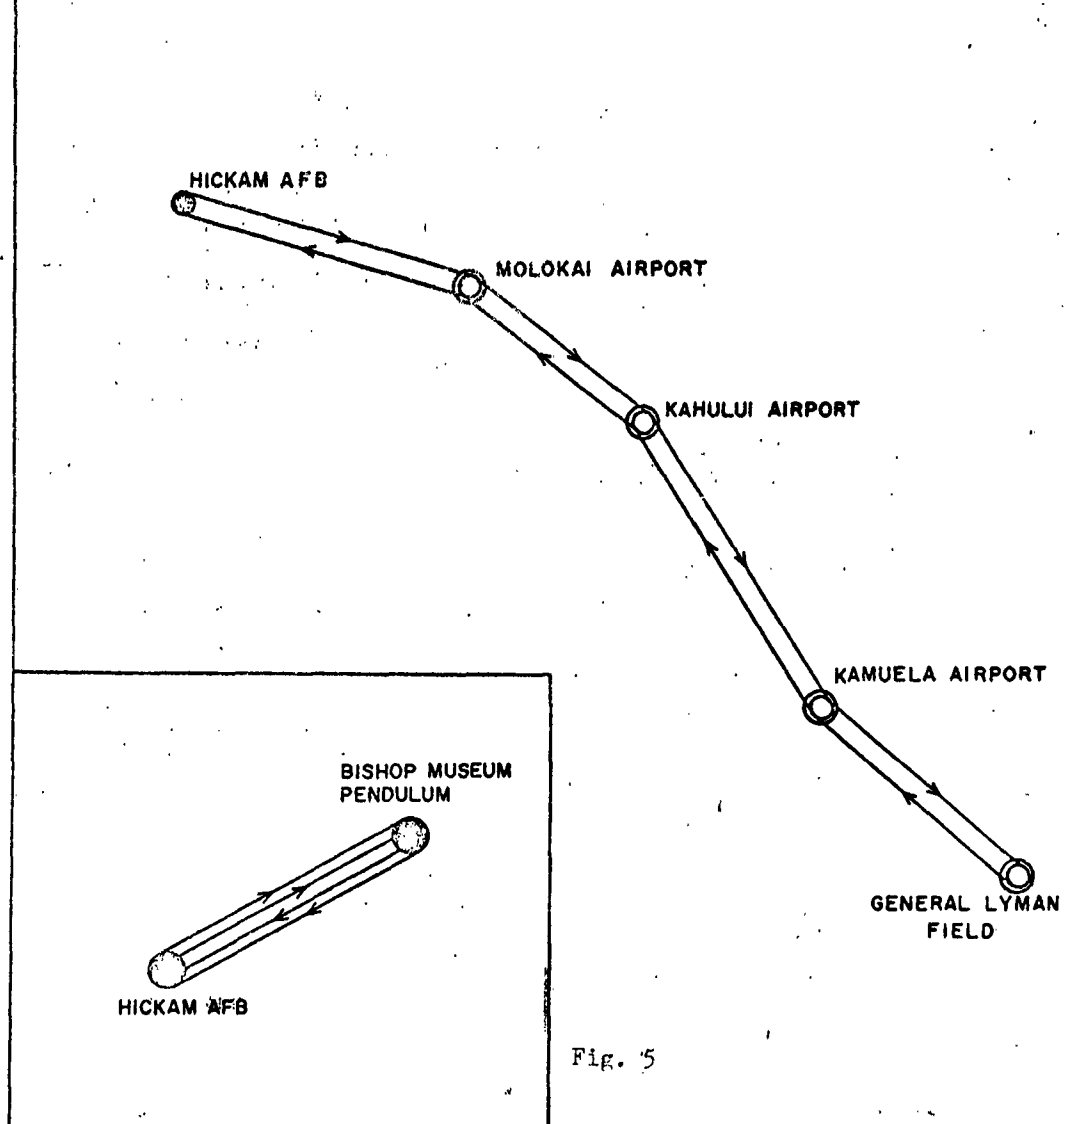 HICKAM AFB
MOLOKAI AIRPORT
KAHULUI AIRPORT
KAMUELA AIRPORT
GENERAL LYMAN
FIELD
BISHOP MUSEUM
PENDULUM
HICKAM AFB
Fig. 5